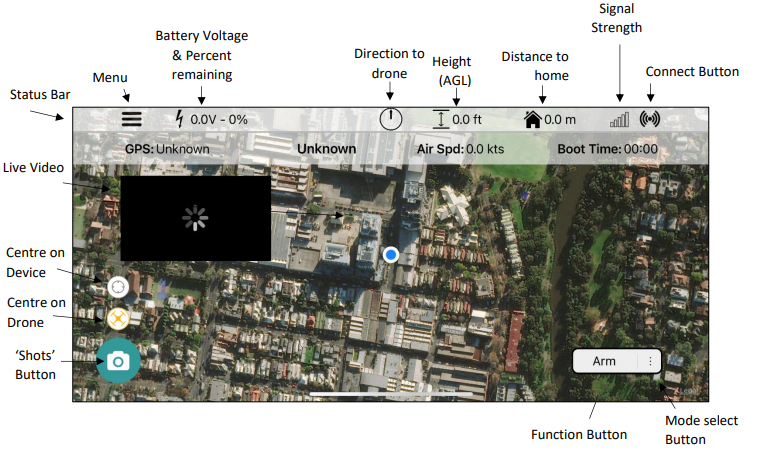 Signal
Strength
Battery Voltage
& Percent
remaining
Direction to
drone
Height
(AGL)
Distance to
home
Connect Button
Menu
Status Bar
0.0V - 0%
0.0 ft
0.0 m
GPS: Unknown
Unknown
Air Spd: 0.0 kts
Boot Time: 00:00
Live Video
Centre on
Device
Centre on
Drone
‘Shots’
Button
Arm
Legal
Function Button
Mode select
Button